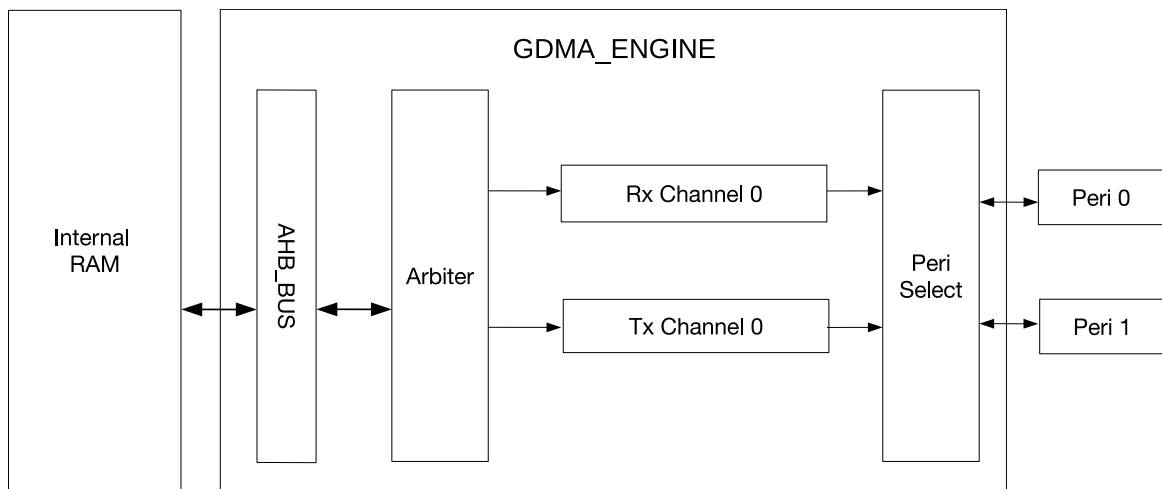 GDMA_ENGINE
Internal
RAM
AHB_BUS
Arbiter
Rx Channel 0
Tx Channel 0
Peri
Select
Peri 0
Peri 1